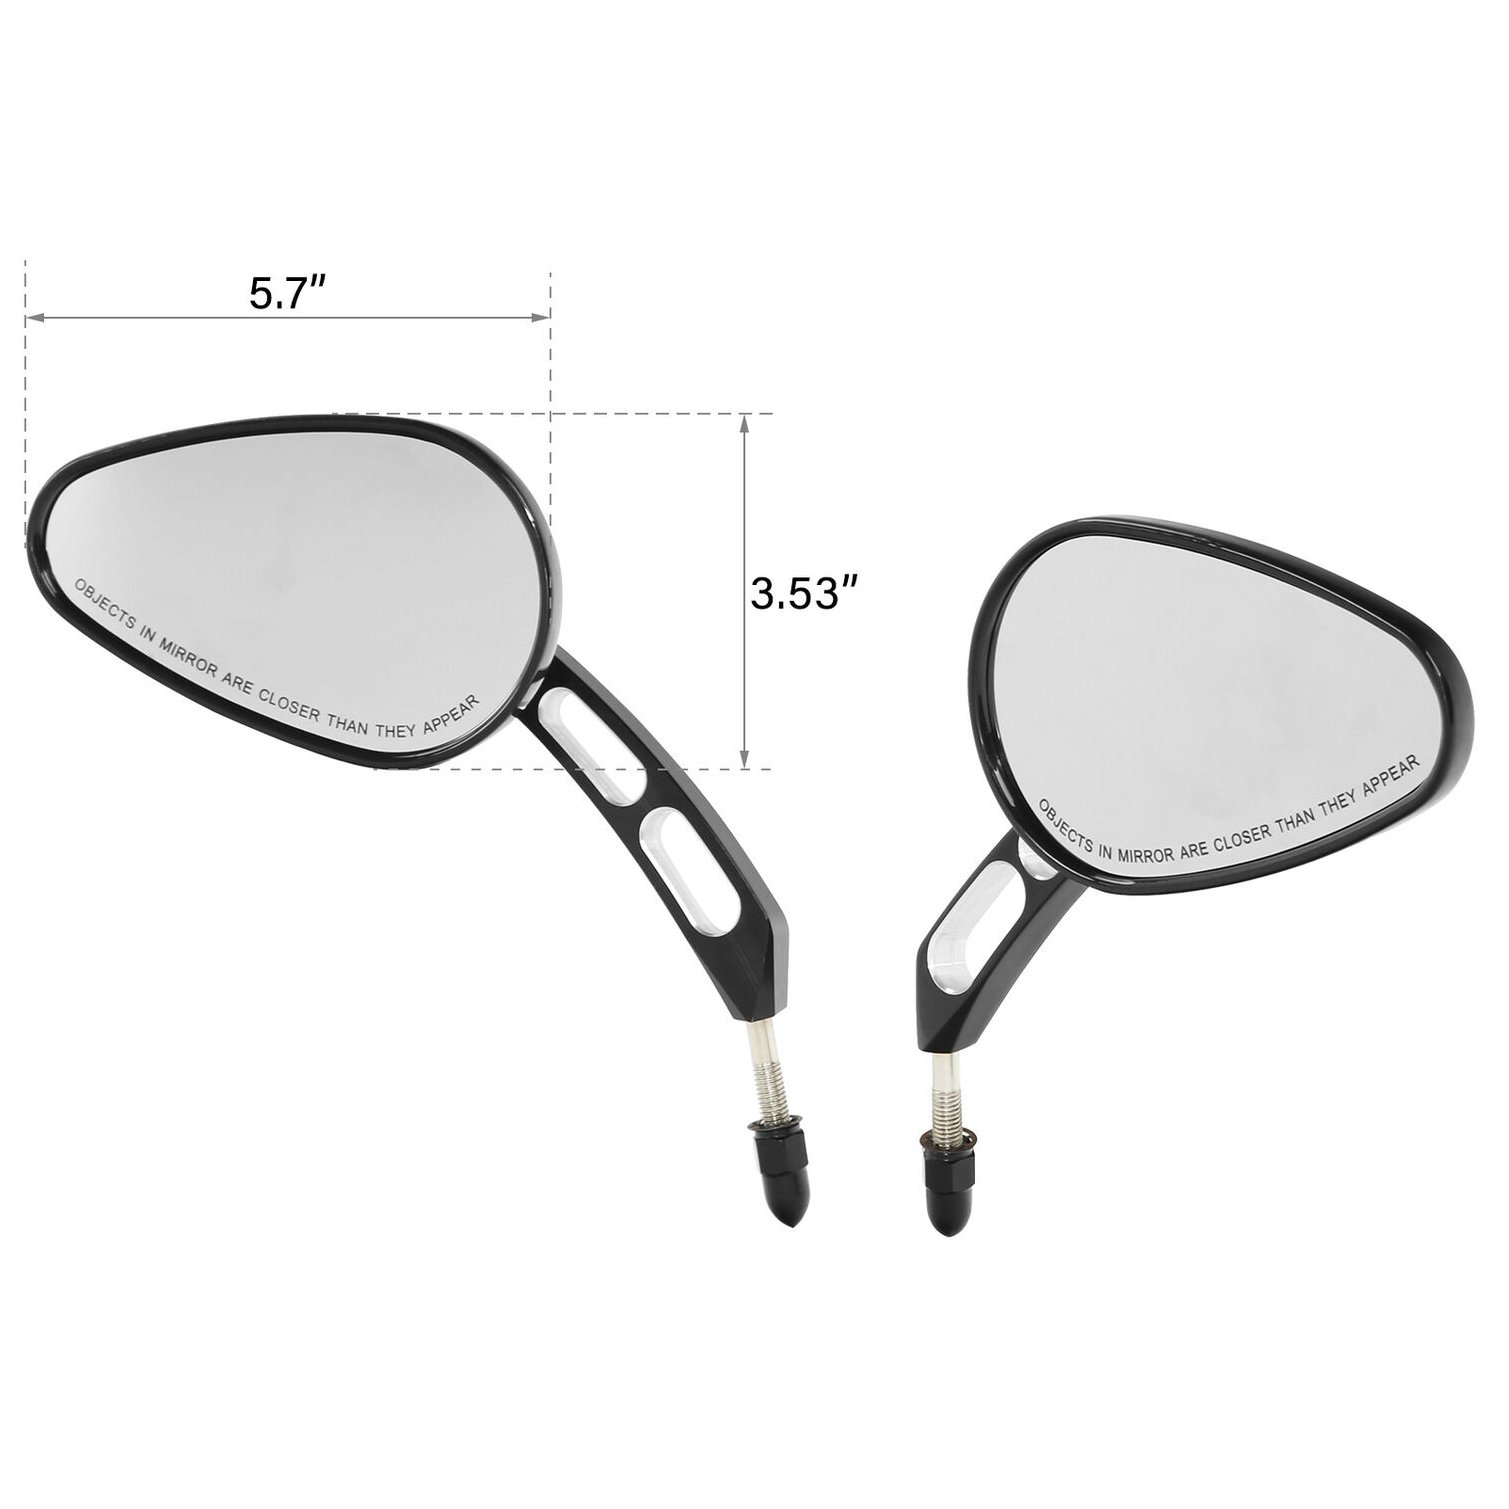 5.7"
3.53"
OBJECTS IN MIRROR ARE CLOSER THAN THEY APPEAR
OBJECTS IN MIRROR ARE CLOSER THAN THEY APPEAR